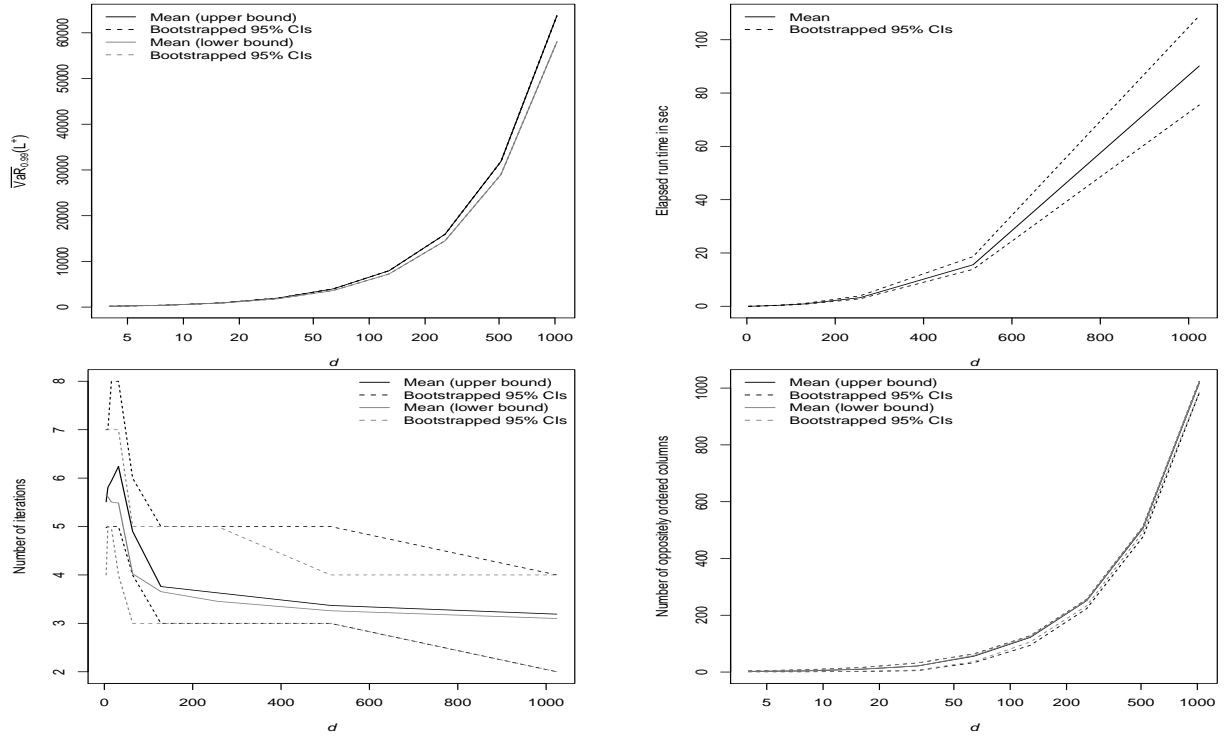 Mean (upper bound)
Bootstrapped 95% CIs
Mean (lower bound)
Bootstrapped 95% CIs
VaR0.99(L+)
0 10000 20000 30000 40000 50000 60000
5 10 20 50 100 200 500 1000
d
Mean
Bootstrapped 95% CIs
Elapsed run time in sec
0 20 40 60 80 100
0 200 400 600 800 1000
d
Mean (upper bound)
Bootstrapped 95% CIs
Mean (lower bound)
Bootstrapped 95% CIs
Number of iterations
2 3 4 5 6 7 8
0 200 400 600 800 1000
d
Mean (upper bound)
Bootstrapped 95% CIs
Mean (lower bound)
Bootstrapped 95% CIs
Number of oppositely ordered columns
0 200 400 600 800 1000
5 10 20 50 100 200 500 1000
d